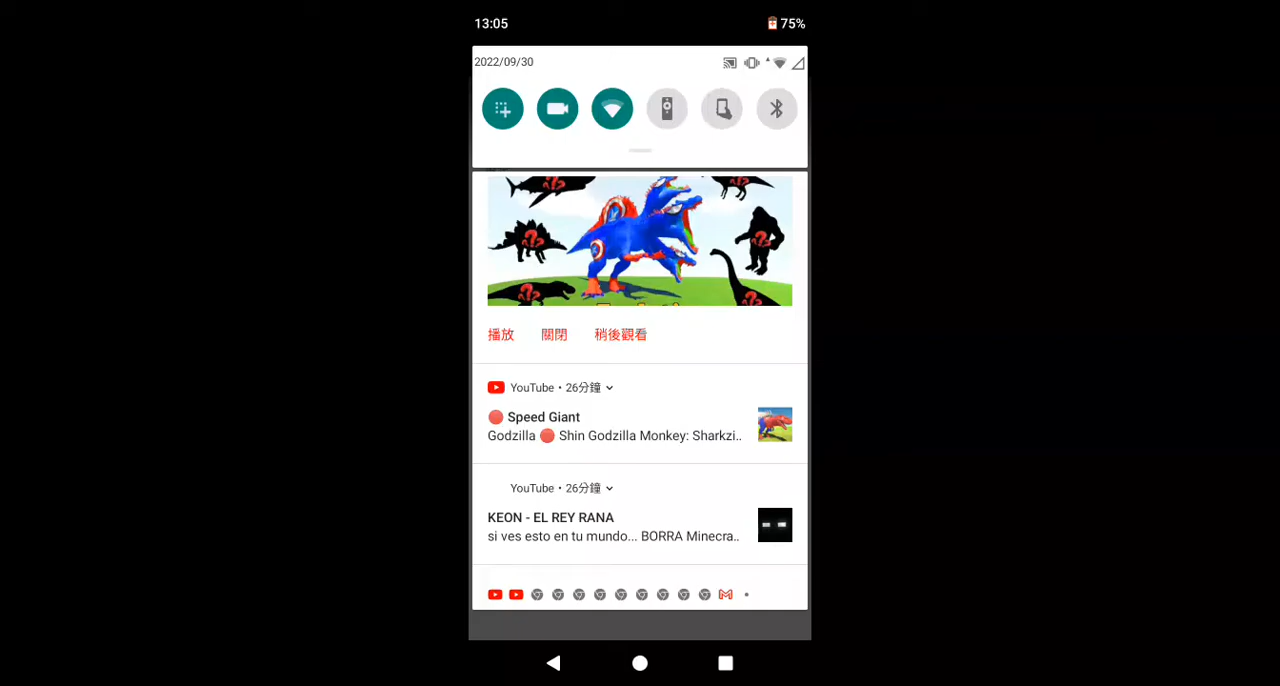 13:05
75%
2022/09/30
播放 關閉 稍後觀看
YouTube • 26分鐘
🔴 Speed Giant
Godzilla 🔴 Shin Godzilla Monkey: Sharkzi..
YouTube • 26分鐘
KEON - EL REY RANA
si ves esto en tu mundo... BORRA Minecra..